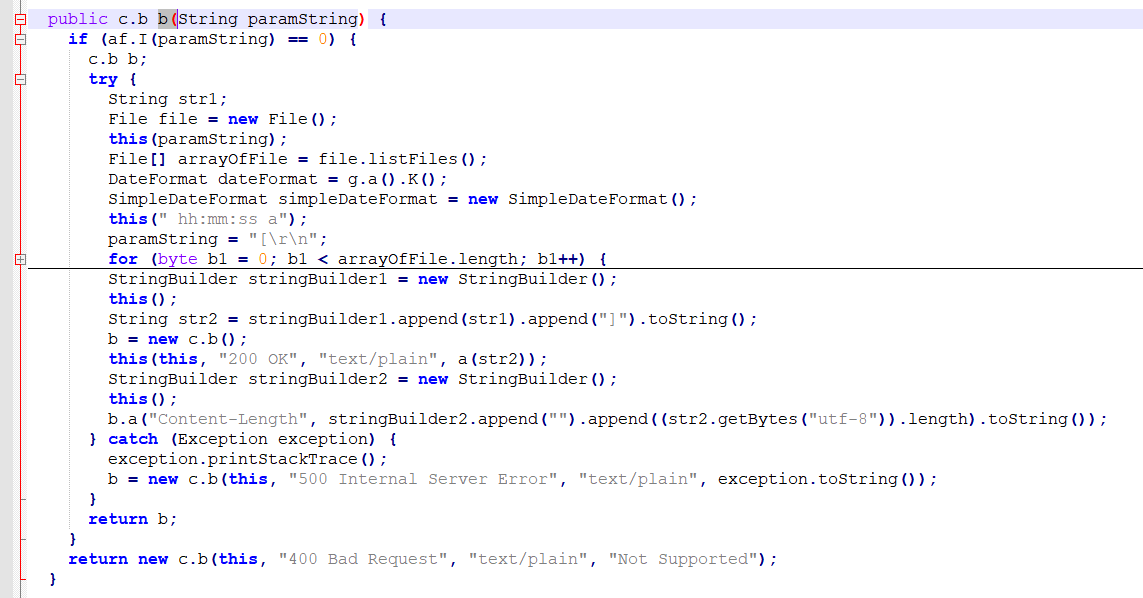 public c.b b(String paramString) {
if (af.I(paramString) == 0) {
c.b b;
try {
String str1;
File file = new File();
this(paramString);
File[] arrayOfFile = file.listFiles();
DateFormat dateFormat = g.a().K();
SimpleDateFormat simpleDateFormat = new SimpleDateFormat();
this(" hh:mm:ss a");
paramString = "[\r\n";
for (byte b1 = 0; b1 < arrayOfFile.length; b1++) {
StringBuilder stringBuilder1 = new StringBuilder();
this();
String str2 = stringBuilder1.append(str1).append("]").toString();
b = new c.b();
this(this, "200 OK", "text/plain", a(str2));
StringBuilder stringBuilder2 = new StringBuilder();
this();
b.a("Content-Length", stringBuilder2.append("").append((str2.getBytes("utf-8")).length).toString());
} catch (Exception exception) {
exception.printStackTrace();
b = new c.b(this, "500 Internal Server Error", "text/plain", exception.toString());
}
return b;
}
return new c.b(this, "400 Bad Request", "text/plain", "Not Supported");
}